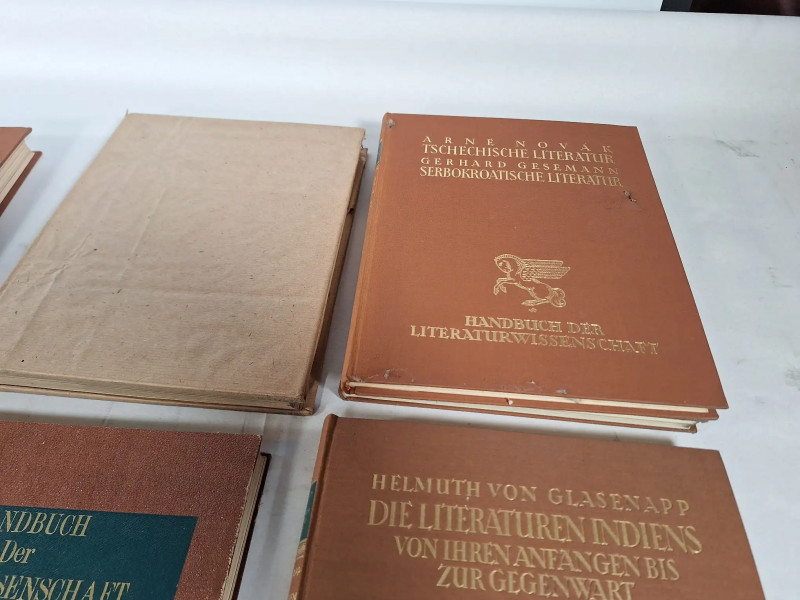 ARNE NOVÁK
TSCHECHISCHE LITERATUR
GERHARD GESEMANN
SERBOKROATISCHE LITERATUR
HANDBUCH DER
LITERATURWISSENSCHAFT
NDBUCH
Der
SENSCHAFT
HELMUTH VON GLASENAPP
DIE LITERATUREN INDIENS
VON IHREN ANFÄNGEN BIS
ZUR GEGENWART